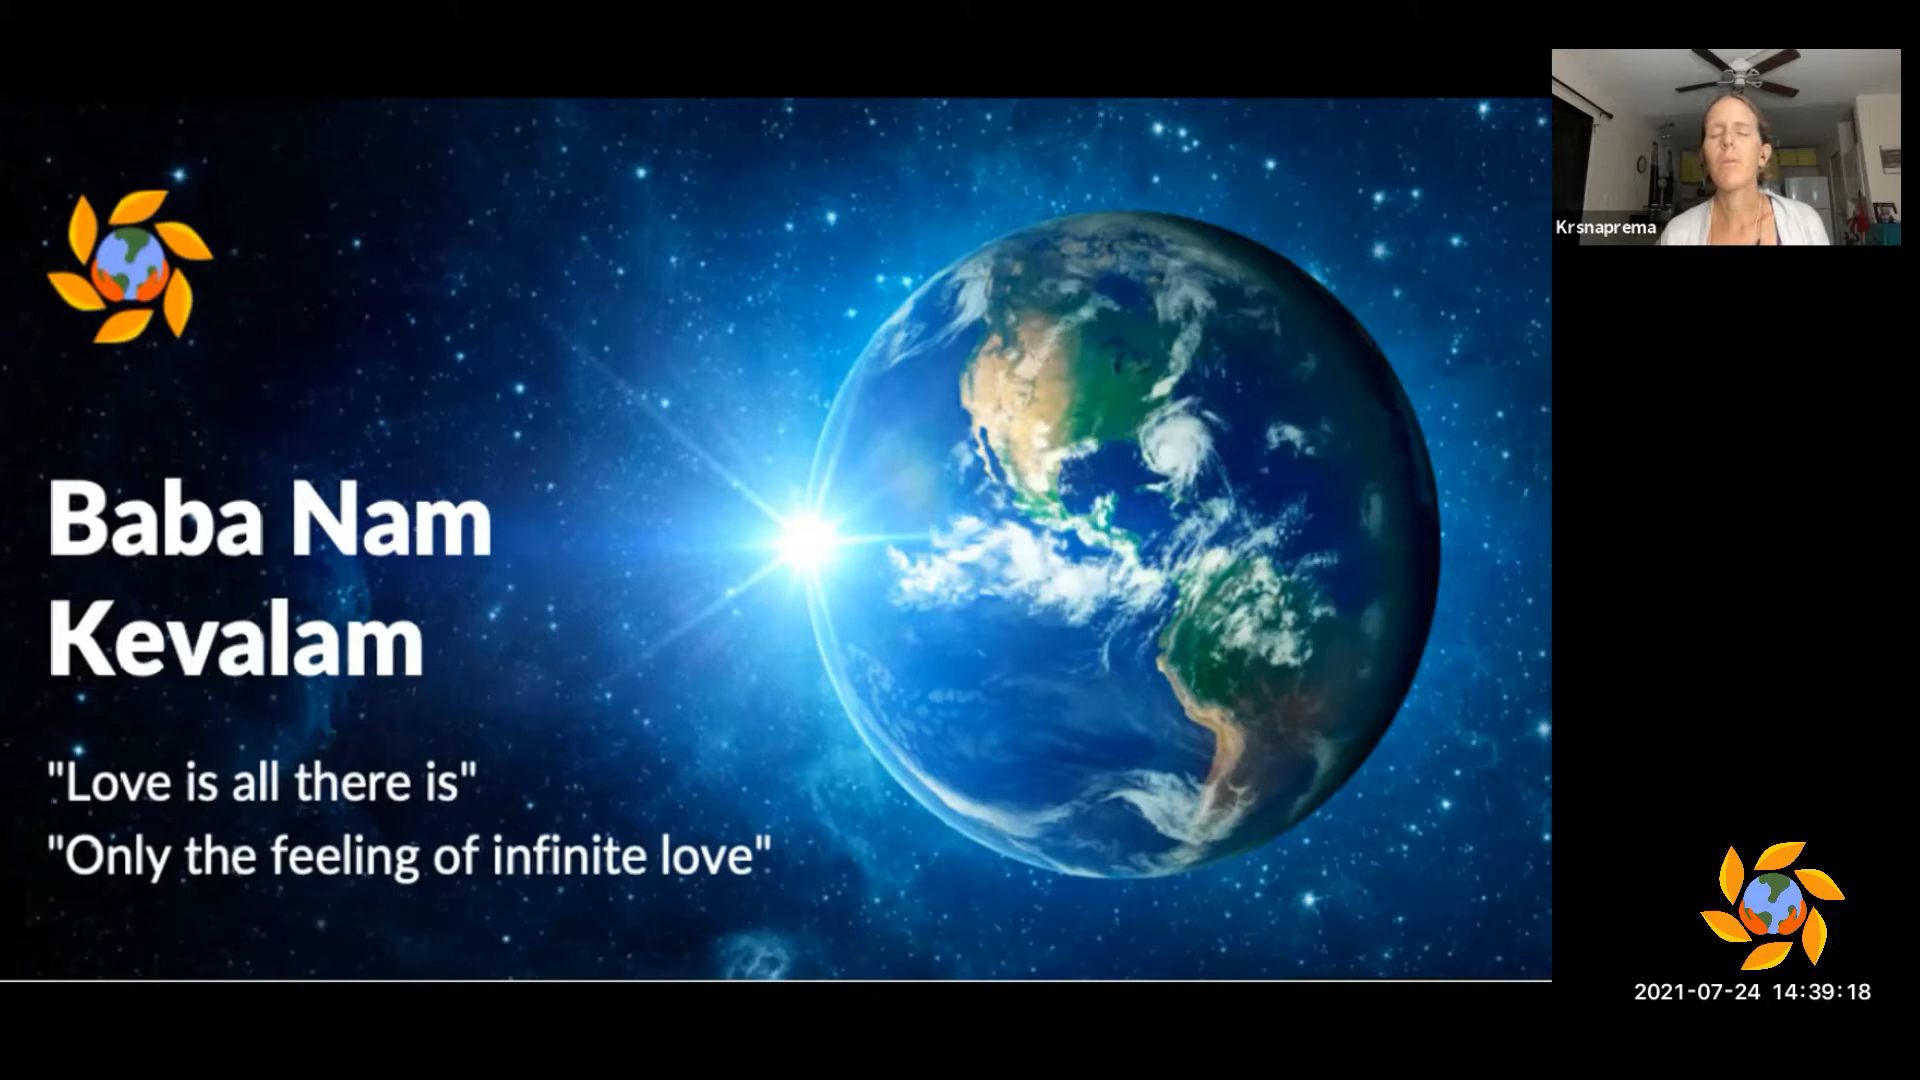 Baba Nam
Kevalam
"Love is all there is"
"Only the feeling of infinite love"
Krsnaprema
2021-07-24 14:39:18